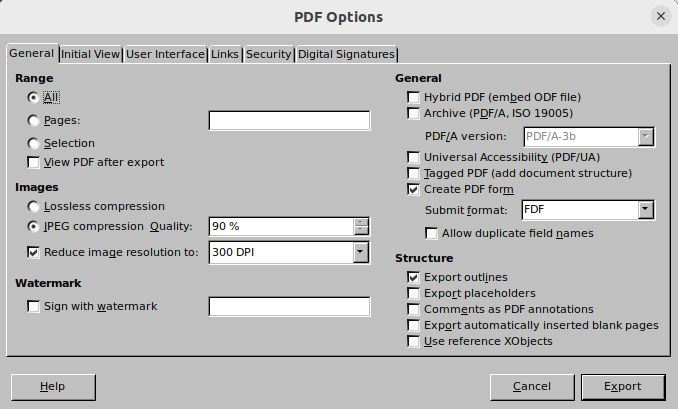 PDF Options
General Initial View User Interface Links Security Digital Signatures
Range
All
Pages:
Selection
View PDF after export
Images
Lossless compression
JPEG compression Quality: 90 %
Reduce image resolution to: 300 DPI
Watermark
Sign with watermark
General
Hybrid PDF (embed ODF file)
Archive (PDF/A, ISO 19005)
PDF/A version: PDF/A-3b
Universal Accessibility (PDF/UA)
Tagged PDF (add document structure)
Create PDF form
Submit format: FDF
Allow duplicate field names
Structure
Export outlines
Export placeholders
Comments as PDF annotations
Export automatically inserted blank pages
Use reference XObjects
Help Cancel Export